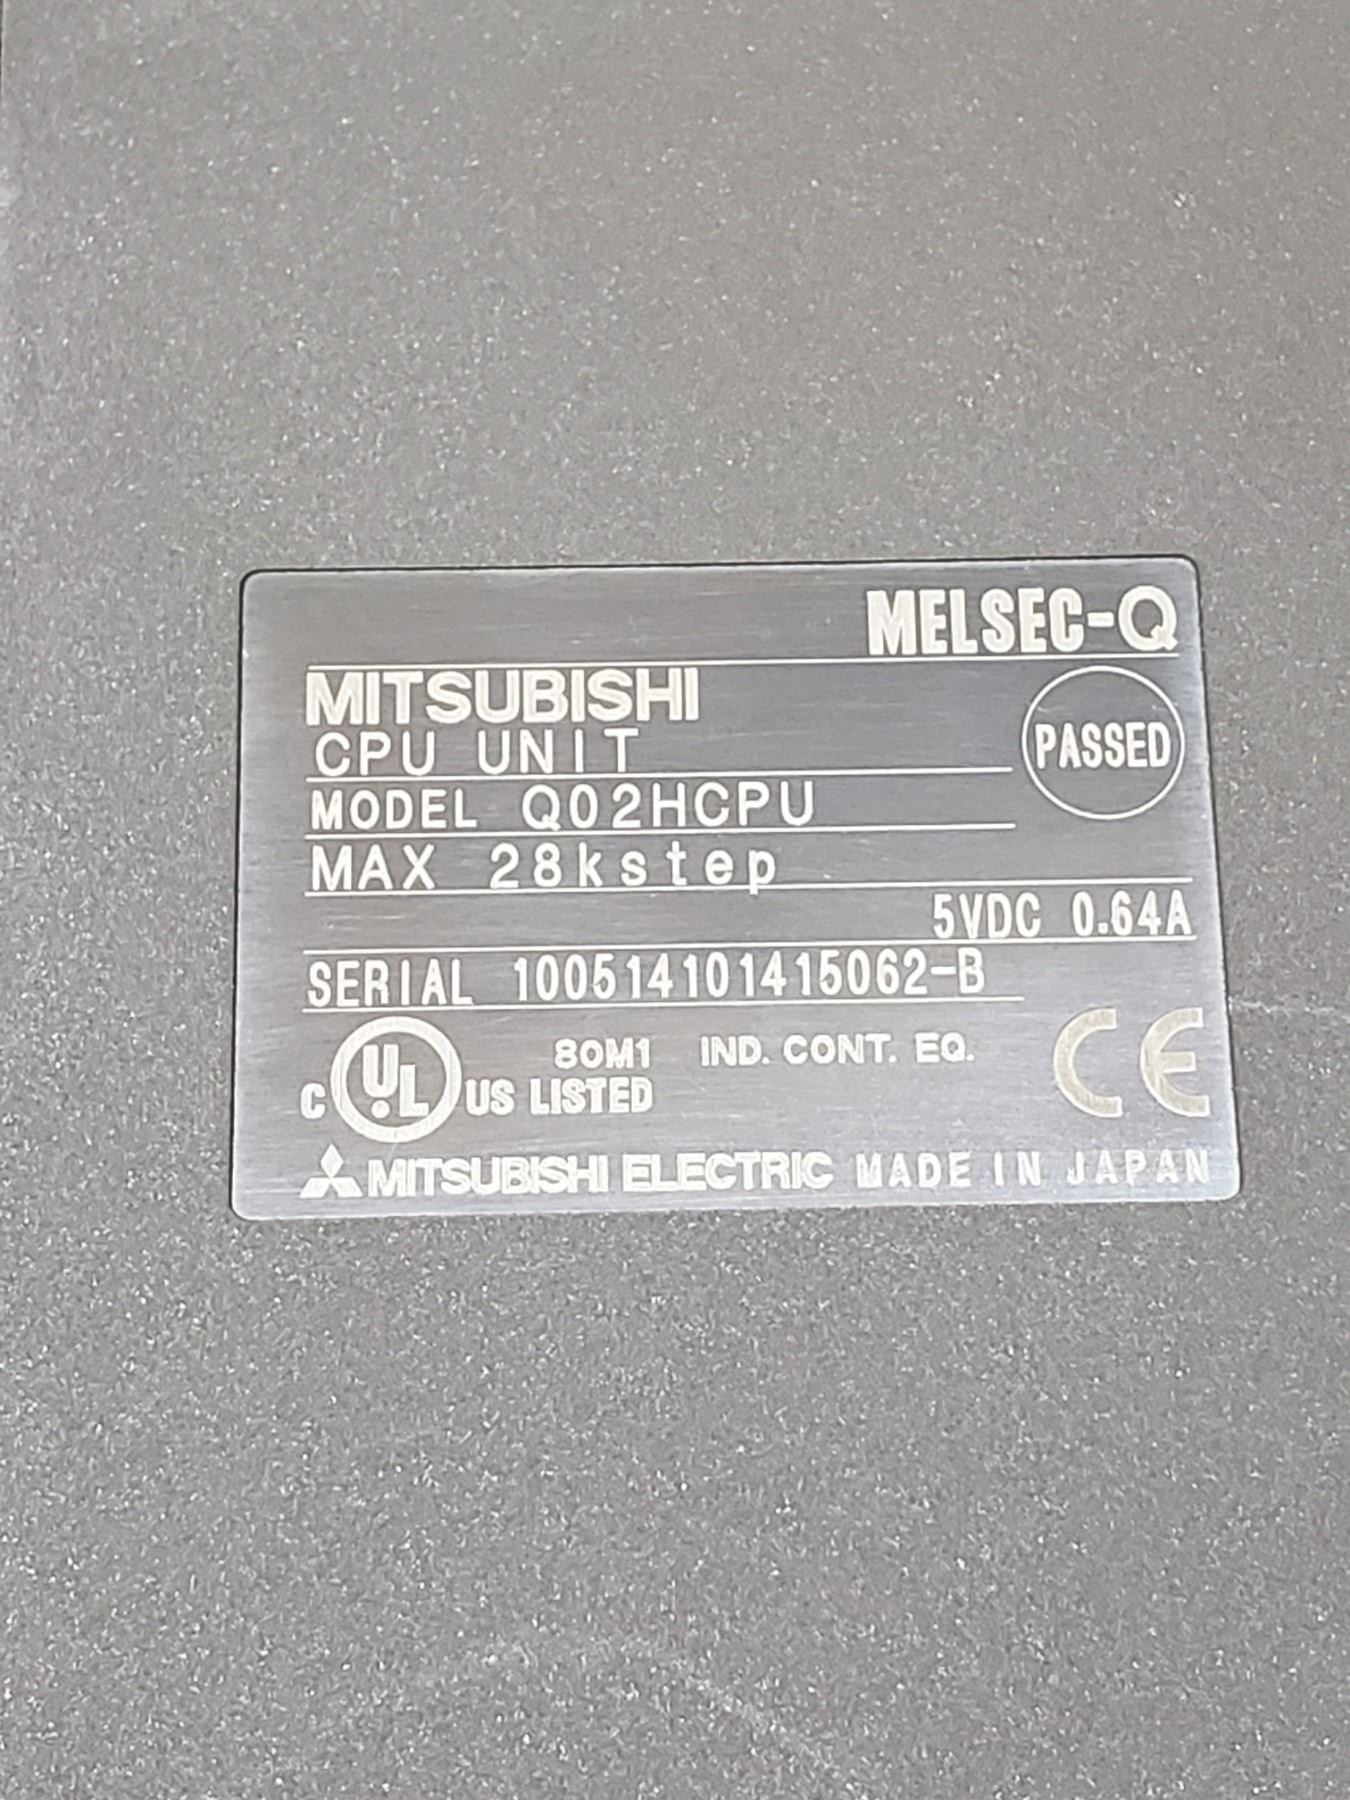 MELSEC-Q
MITSUBISHI
CPU UNIT
PASSED
MODEL Q02HCPU
MAX 28kstep
5VDC 0.64A
SERIAL 100514101415062-B
80M1 IND. CONT. EQ.
C UL US LISTED
CE
MITSUBISHI ELECTRIC MADE IN JAPAN